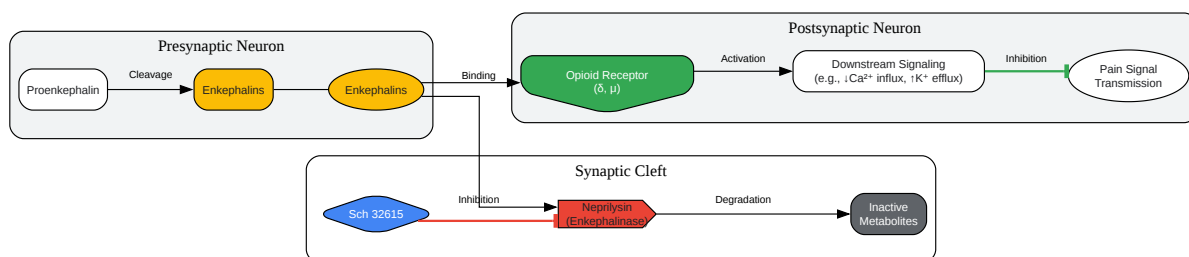 Presynaptic Neuron
Proenkephalin
Cleavage
Enkephalins
Enkephalins
Binding
Postsynaptic Neuron
Opioid Receptor
(δ, μ)
Activation
Downstream Signaling
(e.g., ↓Ca²⁺ influx, ↑K⁺ efflux)
Inhibition
Pain Signal
Transmission
Synaptic Cleft
Sch 32615
Inhibition
Neprilysin
(Enkephalinase)
Degradation
Inactive
Metabolites